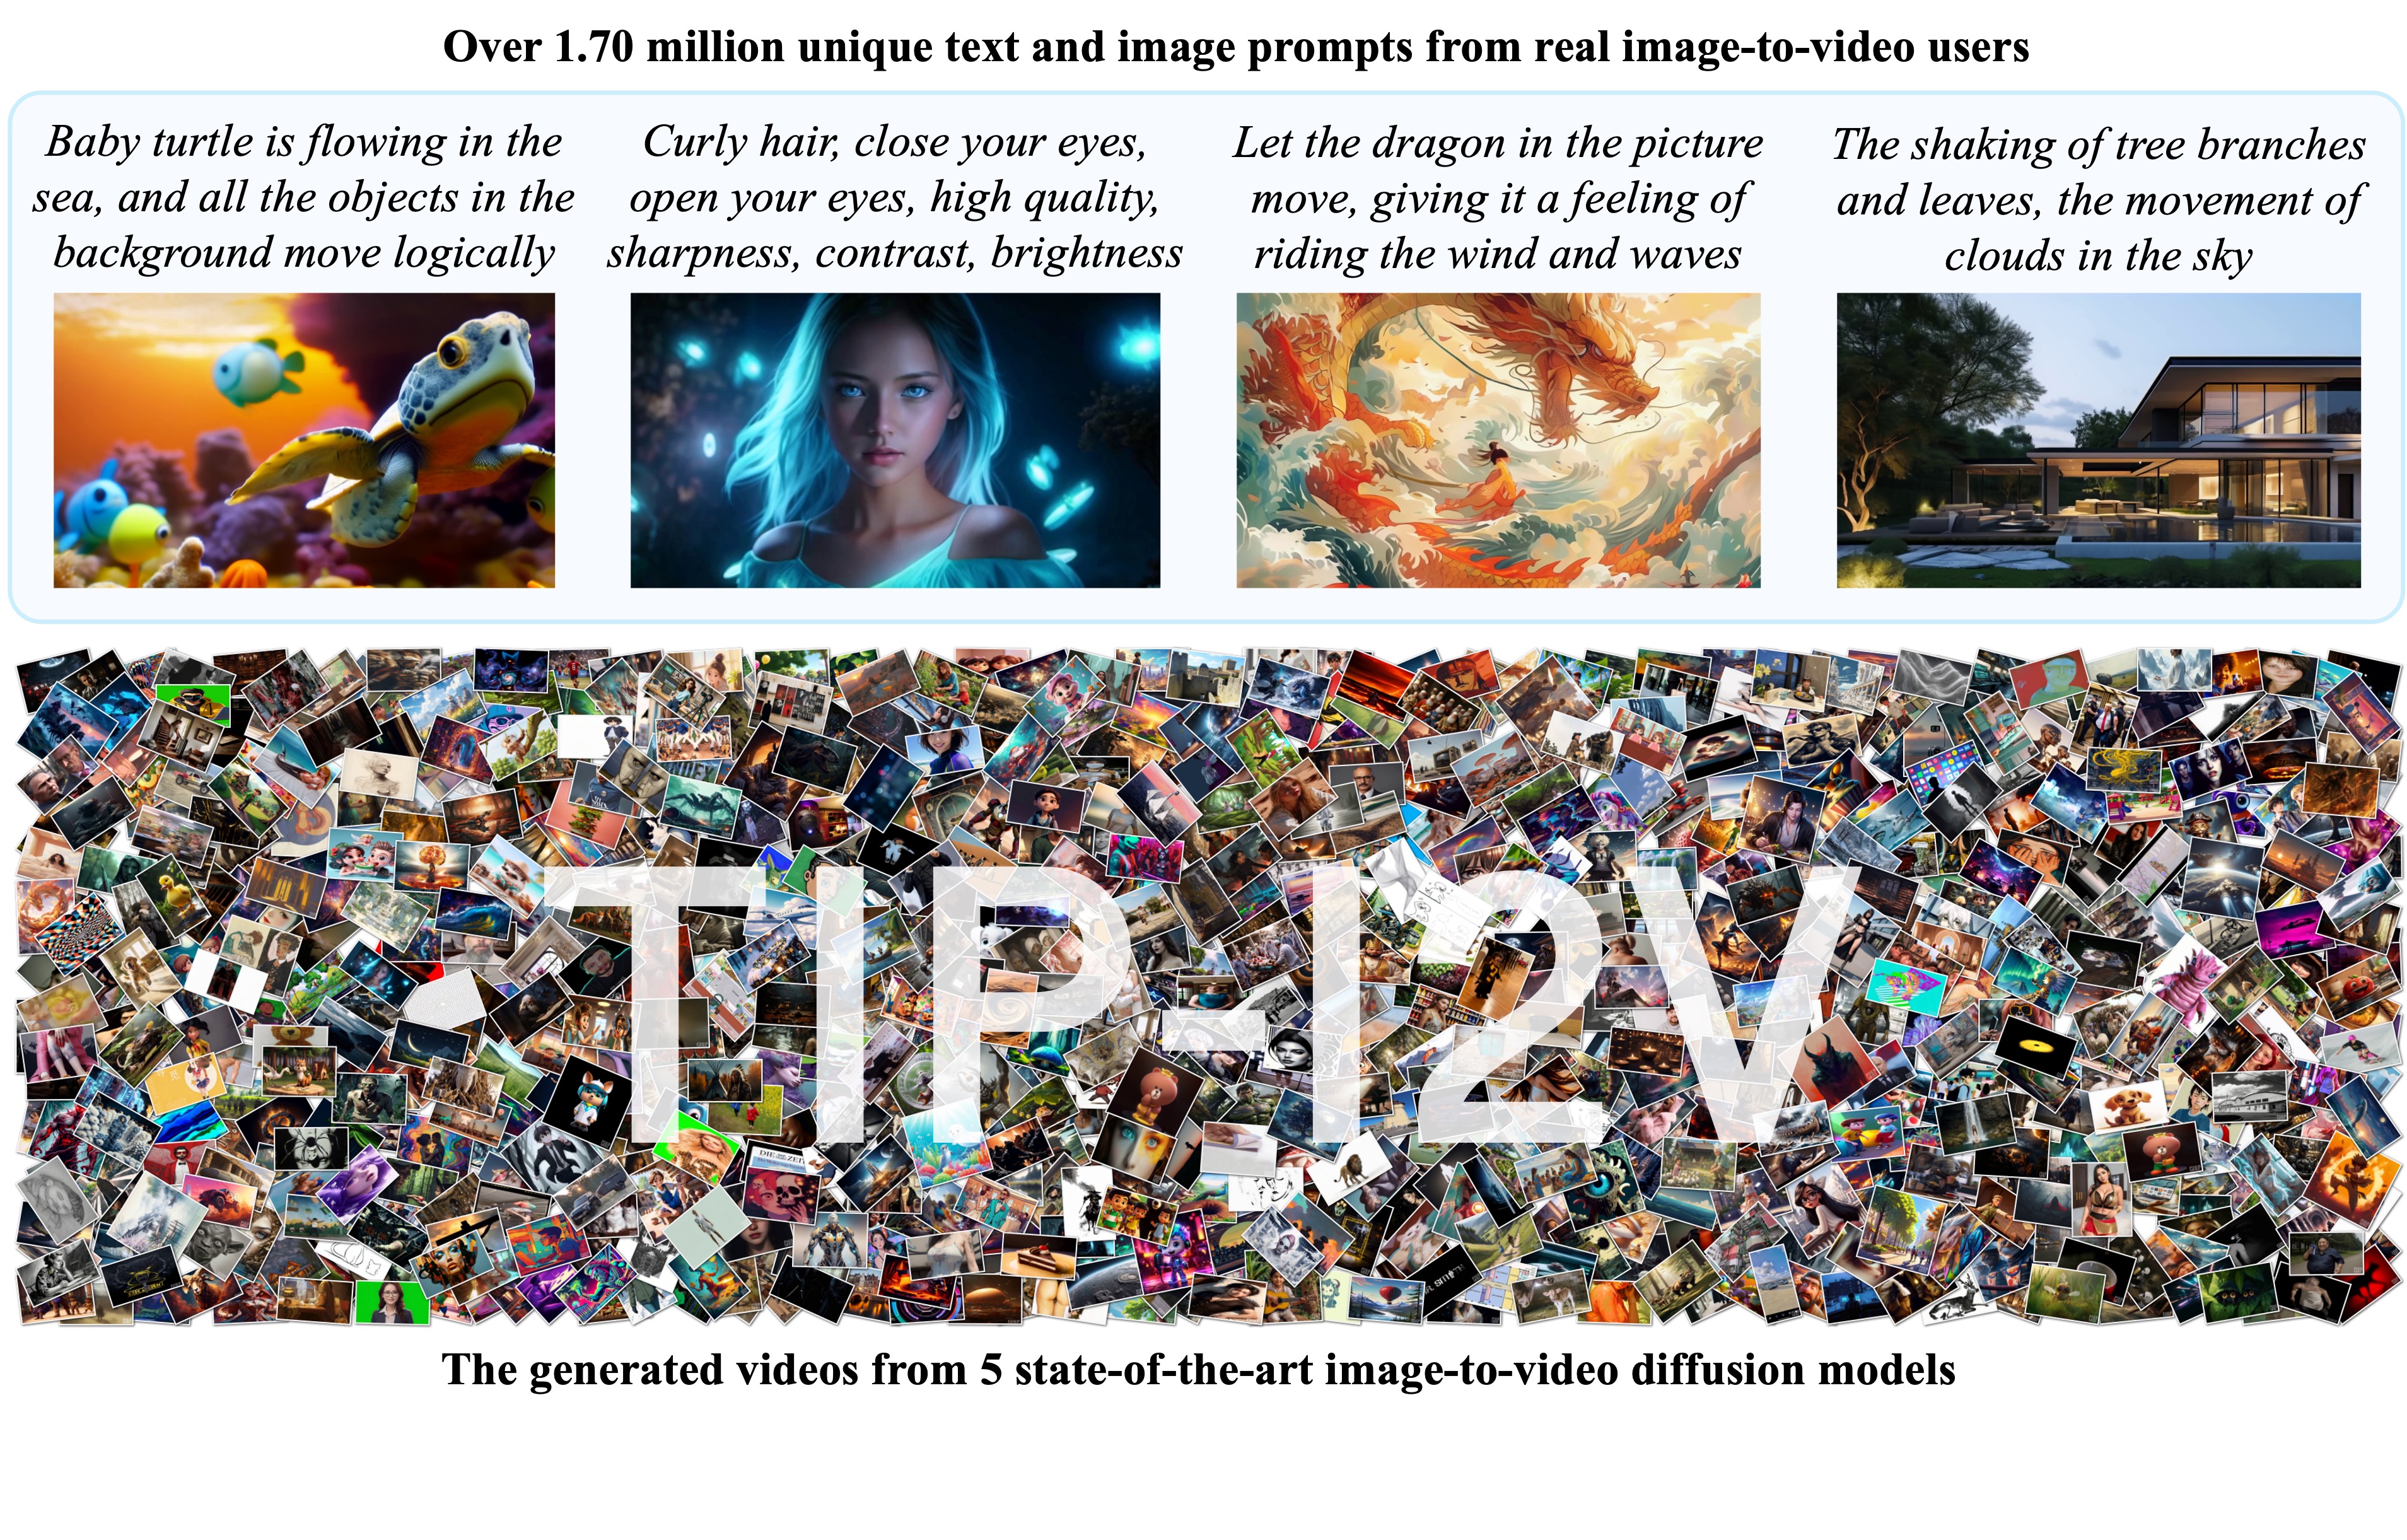 Over 1.70 million unique text and image prompts from real image-to-video users
Baby turtle is flowing in the
sea, and all the objects in the
background move logically
Curly hair, close your eyes,
open your eyes, high quality,
sharpness, contrast, brightness
Let the dragon in the picture
move, giving it a feeling of
riding the wind and waves
The shaking of tree branches
and leaves, the movement of
clouds in the sky
TIP-I2V
DIE ZEIT
The generated videos from 5 state-of-the-art image-to-video diffusion models